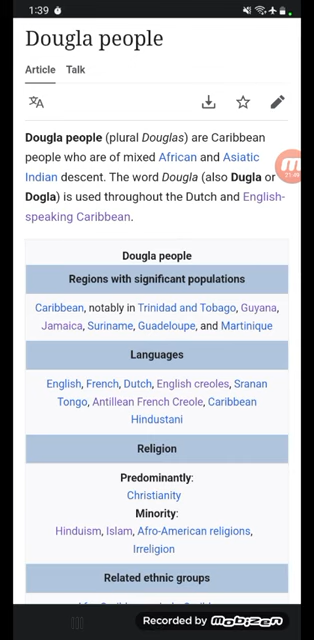 1:39
Dougla people
Article Talk
Dougla people (plural Douglas) are Caribbean
people who are of mixed African and Asiatic
Indian descent. The word Dougla (also Dugla or
Dogla) is used throughout the Dutch and English-
speaking Caribbean.
Dougla people
Regions with significant populations
Caribbean, notably in Trinidad and Tobago, Guyana,
Jamaica, Suriname, Guadeloupe, and Martinique
Languages
English, French, Dutch, English creoles, Sranan
Tongo, Antillean French Creole, Caribbean
Hindustani
Religion
Predominantly:
Christianity
Minority:
Hinduism, Islam, Afro-American religions,
Irreligion
Related ethnic groups
Recorded by mobizen